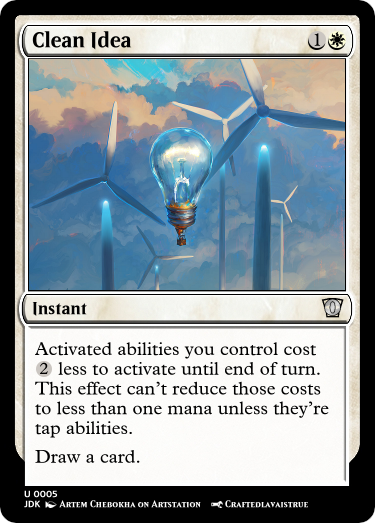 Clean Idea 1
Instant
Activated abilities you control cost
2 less to activate until end of turn.
This effect can't reduce those costs
to less than one mana unless they're
tap abilities.
Draw a card.
U 0005
JDK Artem Chebokha on Artstation Craftedlavaistrue